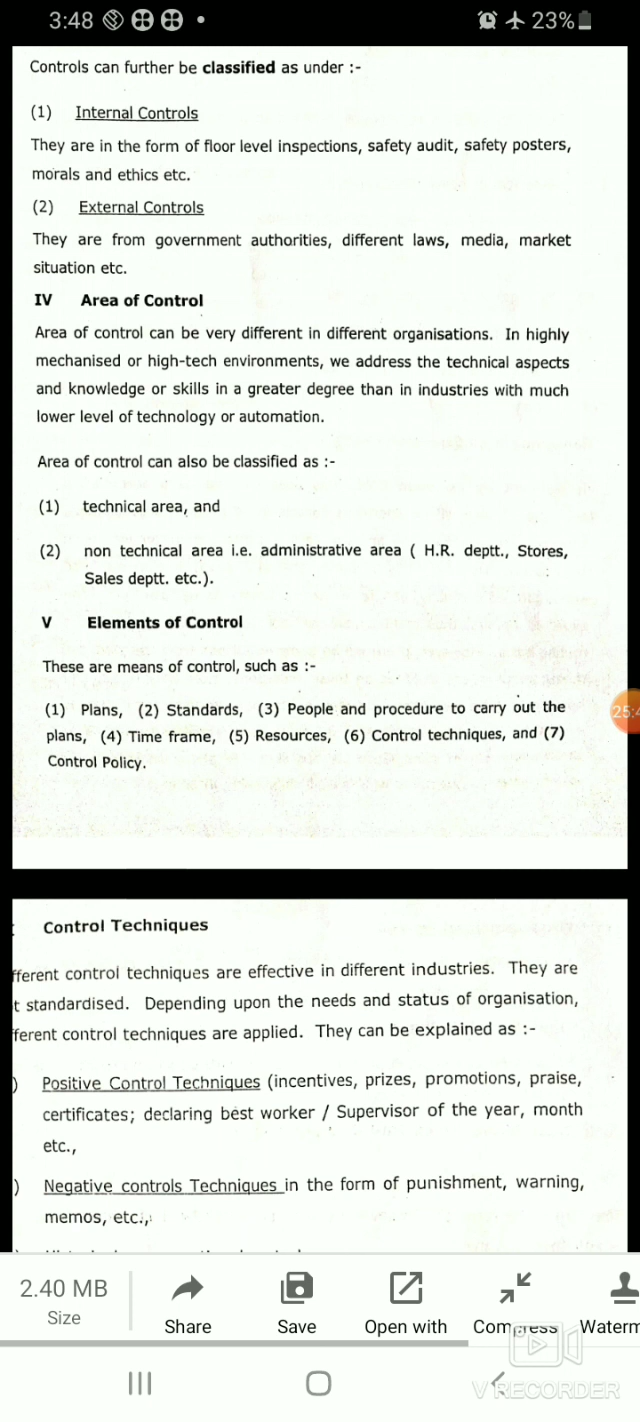 3:48
23%
Controls can further be classified as under :-
(1) Internal Controls
They are in the form of floor level inspections, safety audit, safety posters,
morals and ethics etc.
(2) External Controls
They are from government authorities, different laws, media, market
situation etc.
IV Area of Control
Area of control can be very different in different organisations. In highly
mechanised or high-tech environments, we address the technical aspects
and knowledge or skills in a greater degree than in industries with much
lower level of technology or automation.
Area of control can also be classified as :-
(1) technical area, and
(2) non technical area i.e. administrative area ( H.R. deptt., Stores,
Sales deptt. etc.).
V Elements of Control
These are means of control, such as :-
(1) Plans, (2) Standards, (3) People and procedure to carry out the
25:4
plans, (4) Time frame, (5) Resources, (6) Control techniques, and (7)
Control Policy.
Control Techniques
fferent control techniques are effective in different industries. They are
t standardised. Depending upon the needs and status of organisation,
fferent control techniques are applied. They can be explained as :-
) Positive Control Techniques (incentives, prizes, promotions, praise,
certificates; declaring best worker / Supervisor of the year, month
etc.,
) Negative controls Techniques in the form of punishment, warning,
memos, etc.,
2.40 MB
Size
Share
Save
Open with
Compress
Waterm
VRECORDER